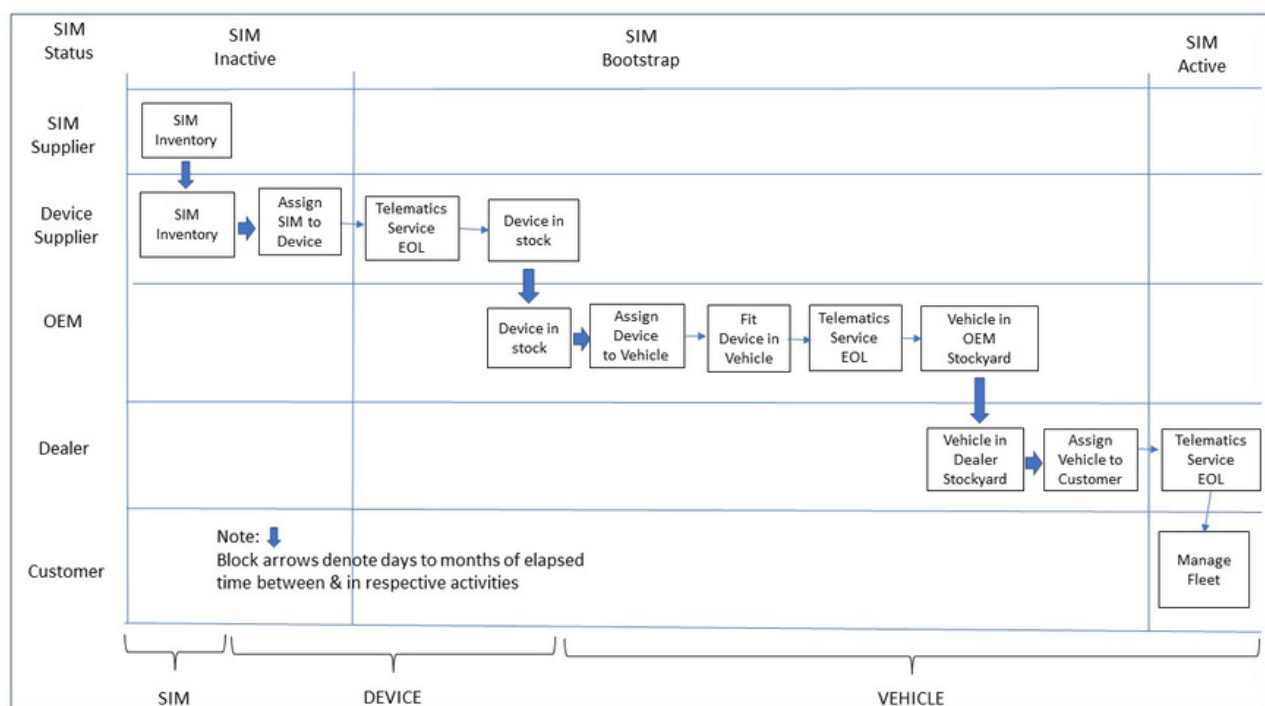 SIM
Status
SIM
Inactive
SIM
Bootstrap
SIM
Active
SIM
Supplier
SIM
Inventory
Device
Supplier
SIM
Inventory
Assign
SIM to
Device
Telematics
Service
EOL
Device in
stock
OEM
Device in
stock
Assign
Device
to Vehicle
Fit
Device in
Vehicle
Telematics
Service
EOL
Vehicle in
OEM
Stockyard
Dealer
Vehicle in
Dealer
Stockyard
Assign
Vehicle to
Customer
Telematics
Service
EOL
Customer
Note:
Block arrows denote days to months of elapsed
time between & in respective activities
Manage
Fleet
SIM
DEVICE
VEHICLE